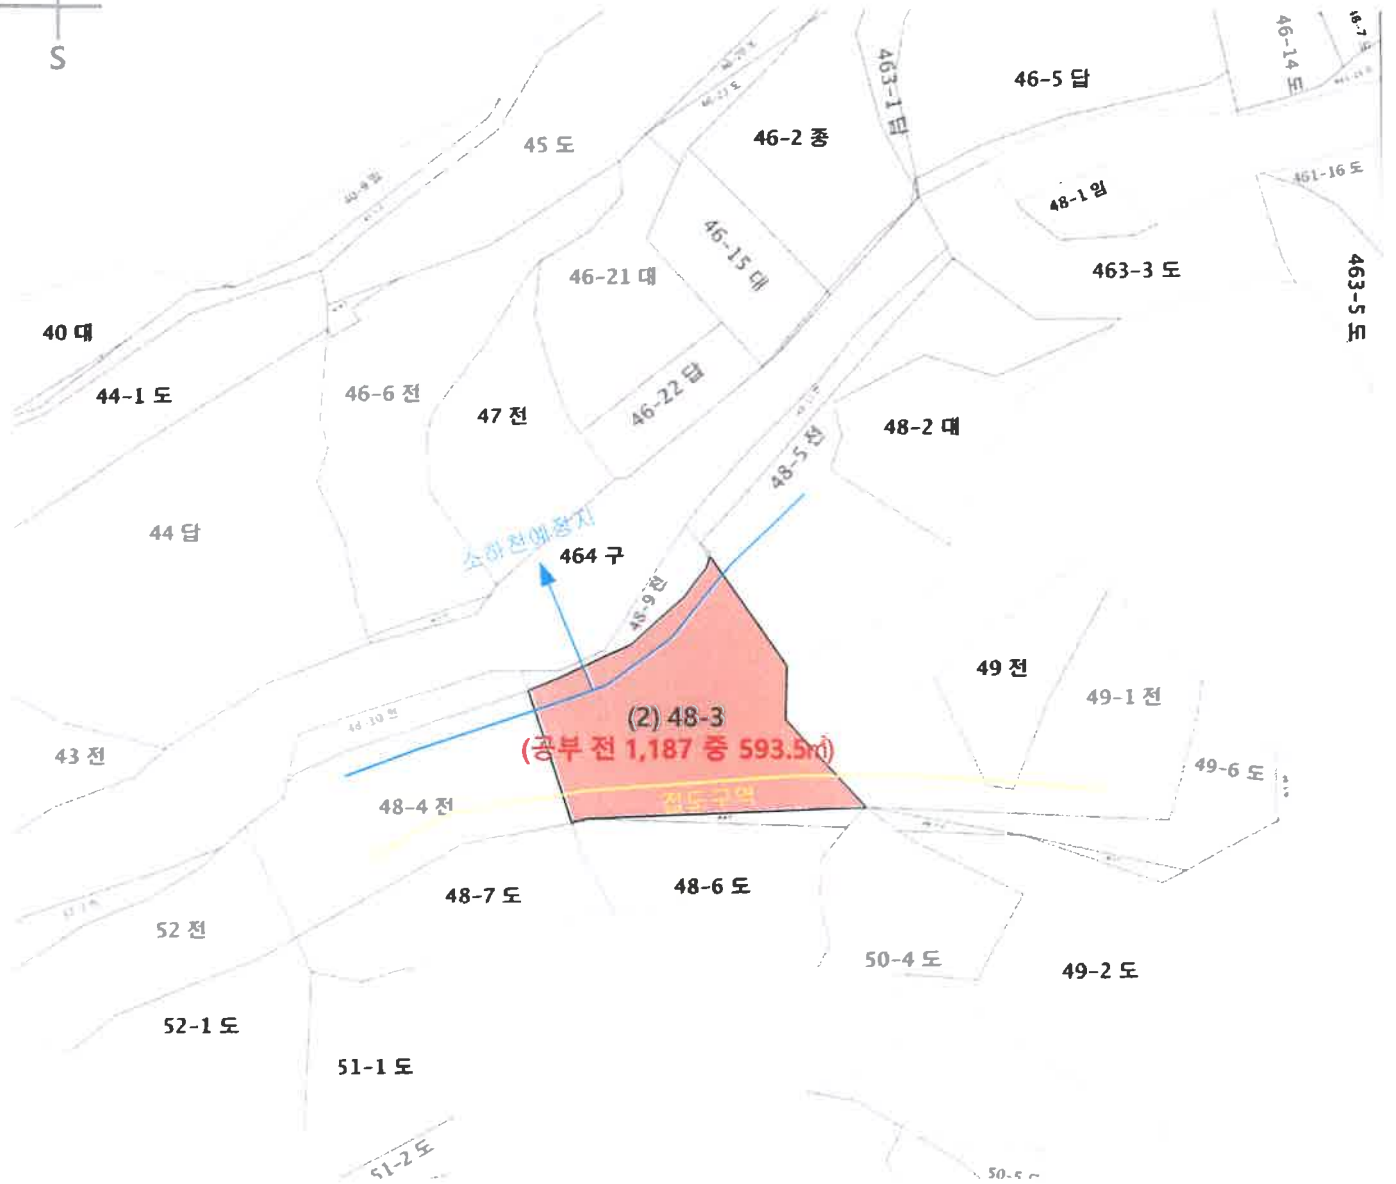 S
46-14 도
46-5 답
463-1 답
46-2 종
45 도
461-16 도
48-1 임
46-15 대
463-3 도
463-5 도
46-21 대
40 대
44-1 도
46-6 전
46-22 답
47 전
48-2 대
48-5 전
44 답
소하천예정지
464 구
48-9 전
49 전
49-1 전
(2) 48-3
(공부 전 1,187 중 593.5㎡)
43 전
49-6 도
48-4 전
접도구역
48-7 도
48-6 도
52 전
50-4 도
49-2 도
52-1 도
51-1 도
51-2 도